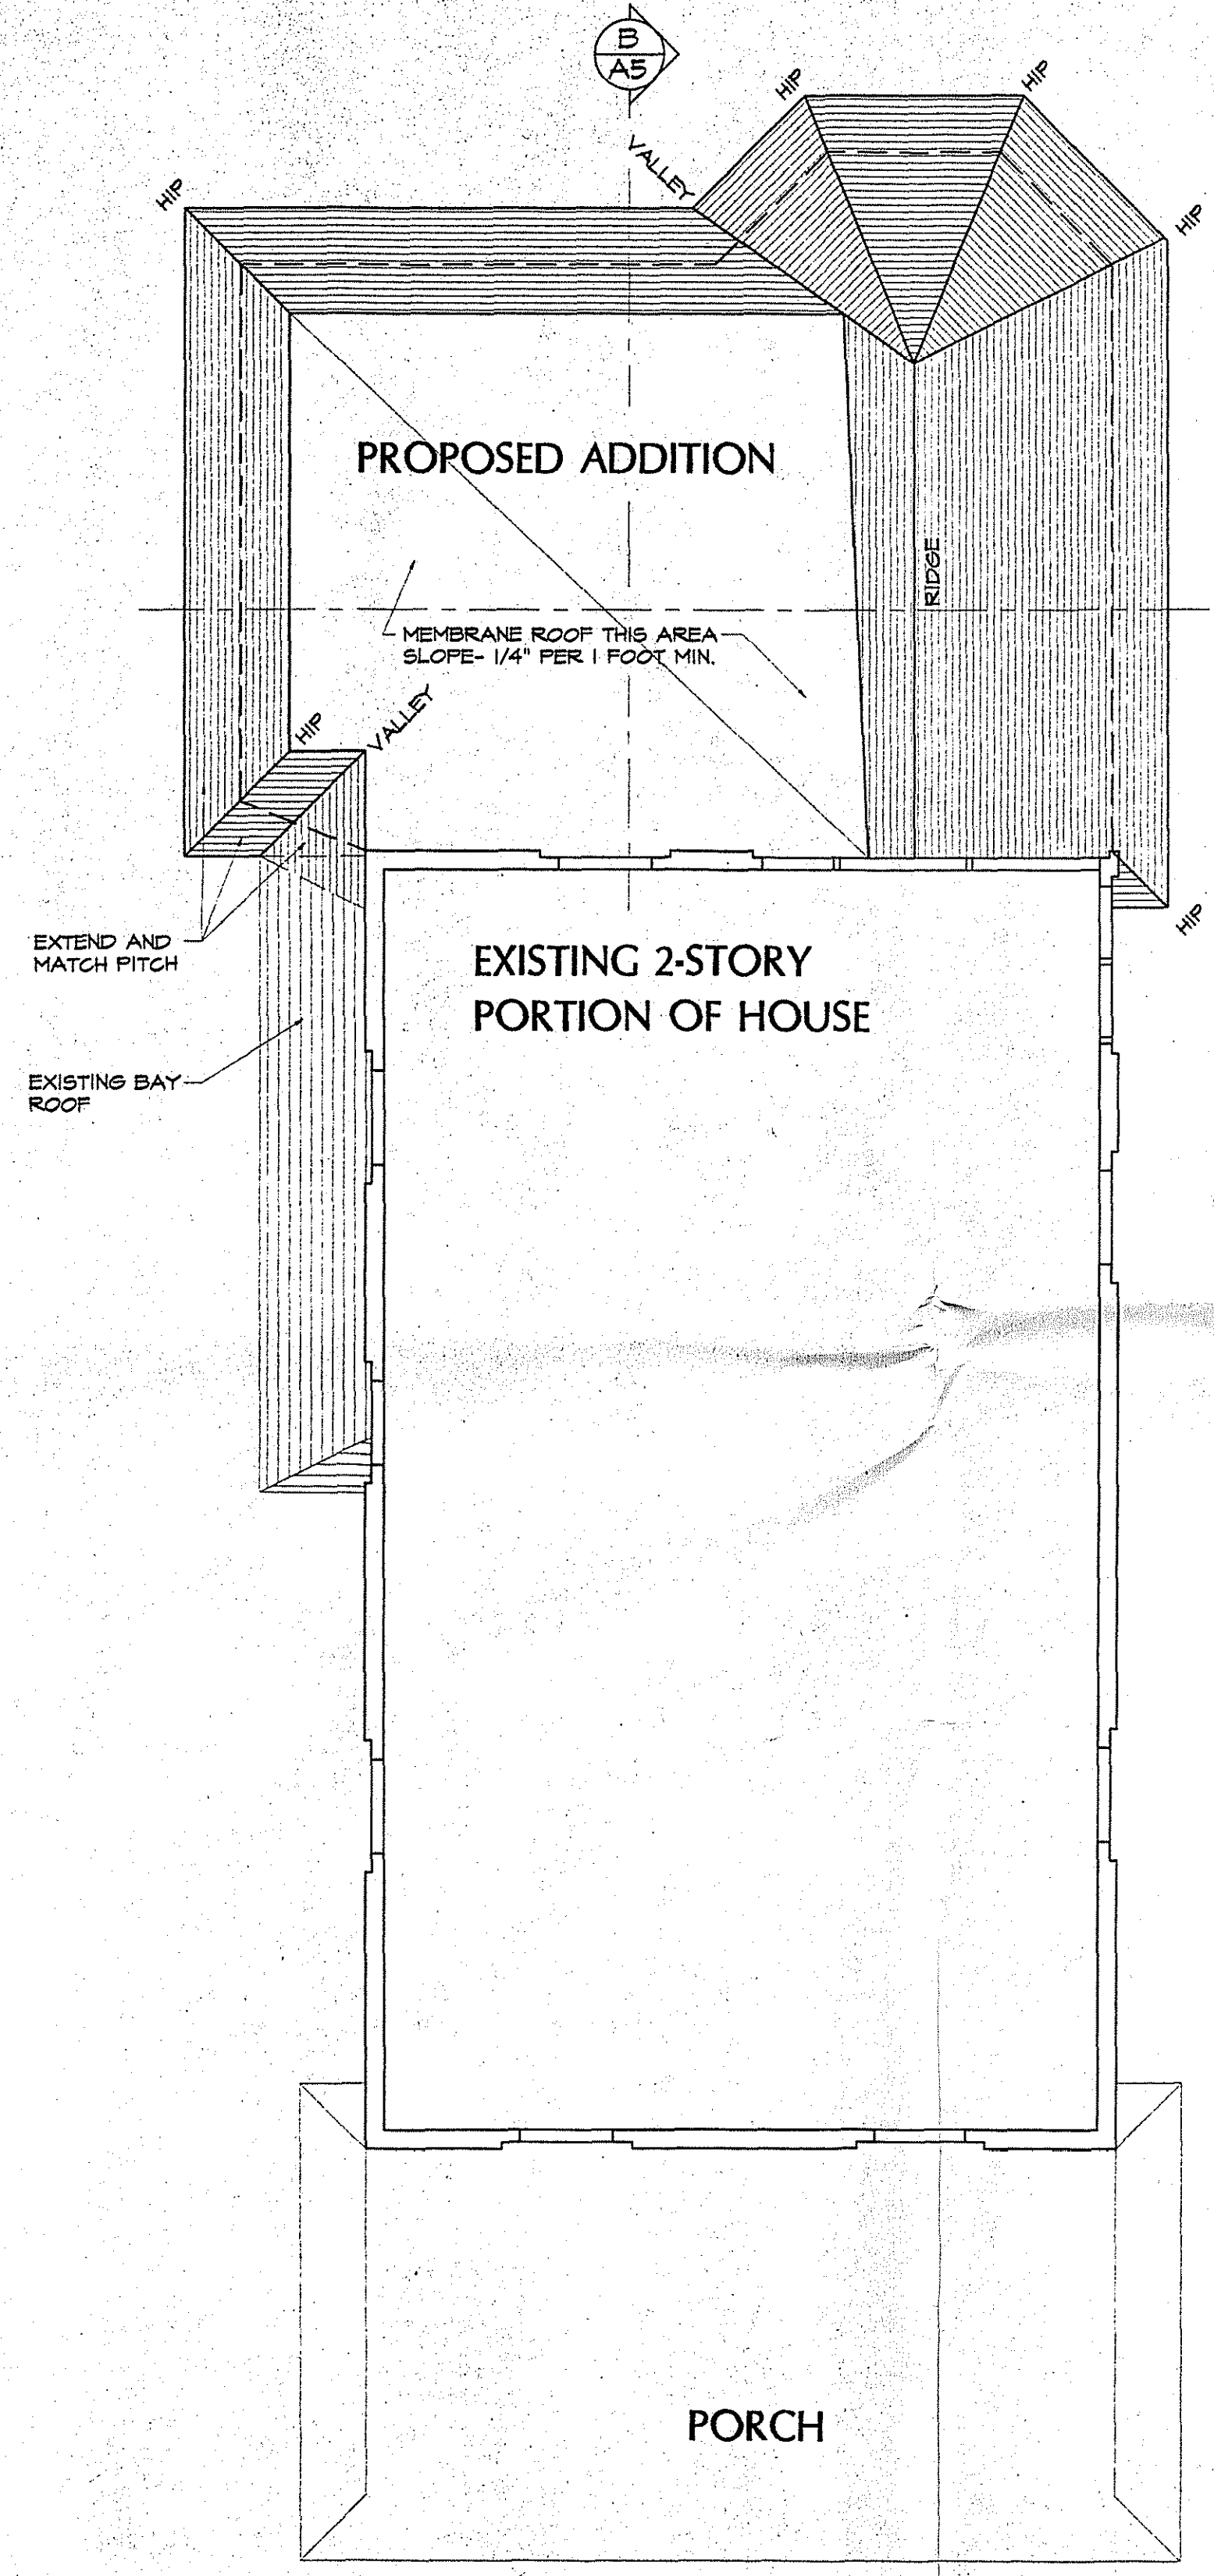 B
A5
HIP
HIP
VALLEY
HIP
HIP
PROPOSED ADDITION
RIDGE
MEMBRANE ROOF THIS AREA
SLOPE- 1/4" PER 1 FOOT MIN.
HIP
VALLEY
HIP
EXTEND AND
MATCH PITCH
EXISTING 2-STORY
PORTION OF HOUSE
EXISTING BAY
ROOF
PORCH